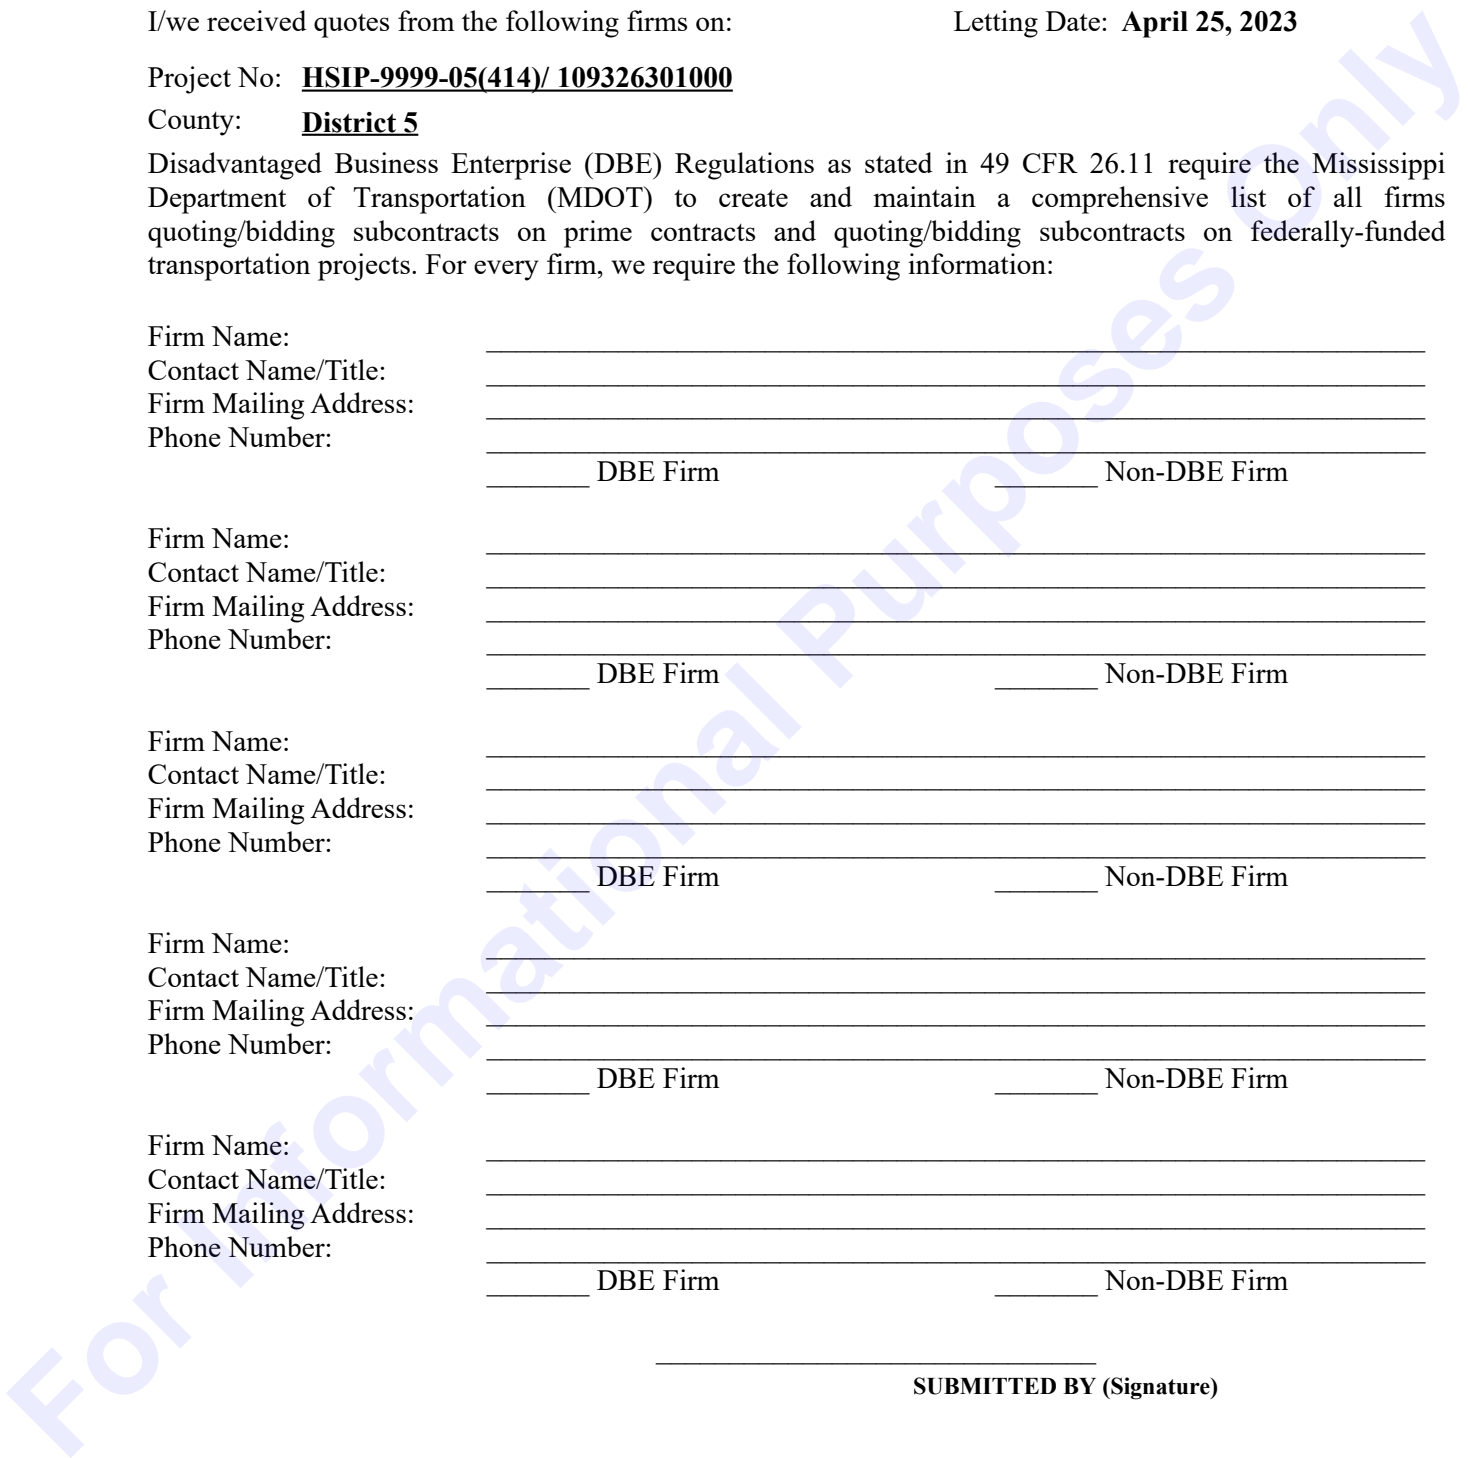 I/we received quotes from the following firms on: Letting Date: April 25, 2023
Project No: HSIP-9999-05(414)/ 109326301000
County: District 5
Disadvantaged Business Enterprise (DBE) Regulations as stated in 49 CFR 26.11 require the Mississippi
Department of Transportation (MDOT) to create and maintain a comprehensive list of all firms
quoting/bidding subcontracts on prime contracts and quoting/bidding subcontracts on federally-funded
transportation projects. For every firm, we require the following information:
Firm Name:
Contact Name/Title:
Firm Mailing Address:
Phone Number:
DBE Firm Non-DBE Firm
Firm Name:
Contact Name/Title:
Firm Mailing Address:
Phone Number:
DBE Firm Non-DBE Firm
Firm Name:
Contact Name/Title:
Firm Mailing Address:
Phone Number:
DBE Firm Non-DBE Firm
Firm Name:
Contact Name/Title:
Firm Mailing Address:
Phone Number:
DBE Firm Non-DBE Firm
Firm Name:
Contact Name/Title:
Firm Mailing Address:
Phone Number:
DBE Firm Non-DBE Firm
SUBMITTED BY (Signature)
For Informational Purposes Only